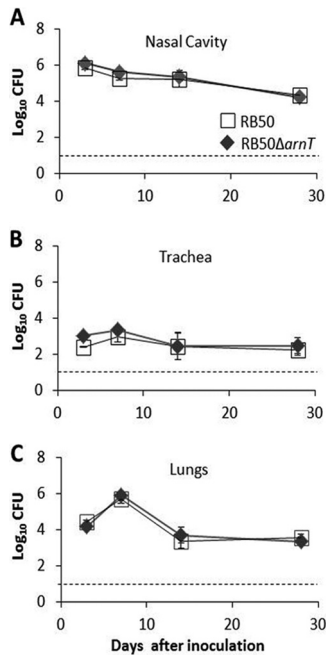 A
Nasal Cavity
Log10 CFU
8
6
4
2
0
0 10 20 30
RB50
RB50ΔarnT
B
Trachea
Log10 CFU
8
6
4
2
0
0 10 20 30
C
Lungs
Log10 CFU
8
6
4
2
0
0 10 20 30
Days after inoculation